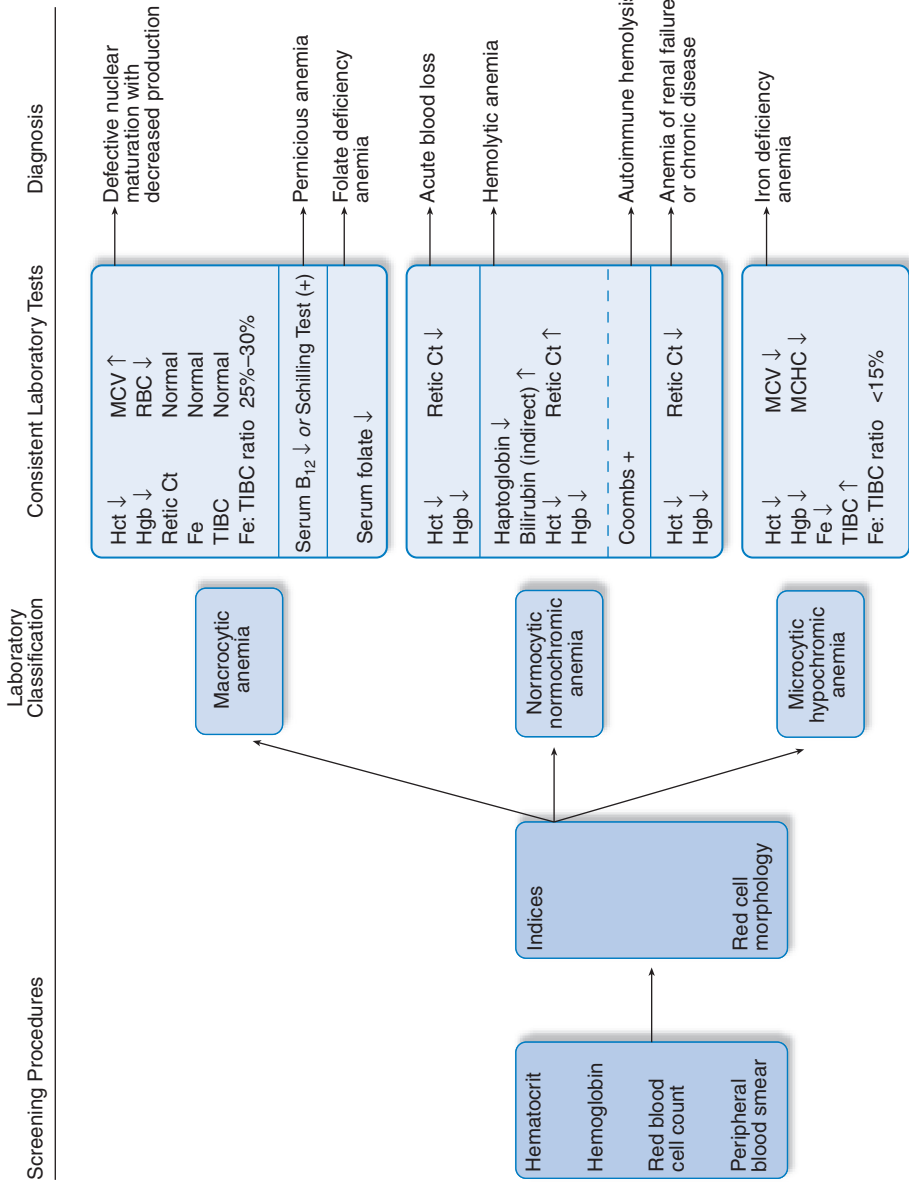 Screening Procedures
Laboratory
Classification
Consistent Laboratory Tests
Diagnosis
Hematocrit
Hemoglobin
Red blood
cell count
Peripheral
blood smear
Indices
Red cell
morphology
Macrocytic
anemia
Hct ↓ MCV ↑
Hgb ↓ RBC ↓
Retic Ct Normal
Fe Normal
TIBC Normal
Fe: TIBC ratio 25%–30%
Defective nuclear
maturation with
decreased production
Serum B12 ↓ or Schilling Test (+)
Pernicious anemia
Serum folate ↓
Folate deficiency
anemia
Normocytic
normochromic
anemia
Hct ↓ Retic Ct ↓
Hgb ↓
Acute blood loss
Haptoglobin ↓
Bilirubin (indirect) ↑
Hct ↓ Retic Ct ↑
Hgb ↓
Hemolytic anemia
Coombs +
Autoimmune hemolysis
Hct ↓ Retic Ct ↓
Hgb ↓
Anemia of renal failure
or chronic disease
Microcytic
hypochromic
anemia
Hct ↓ MCV ↓
Hgb ↓ MCHC ↓
Fe ↓
TIBC ↑
Fe: TIBC ratio <15%
Iron deficiency
anemia